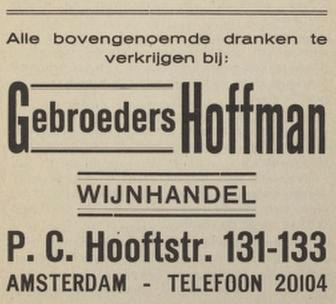 Alle bovengenoemde dranken te
verkrijgen bij:
Gebroeders Hoffman
WIJNHANDEL
P. C. Hooftstr. 131-133
AMSTERDAM - TELEFOON 20104